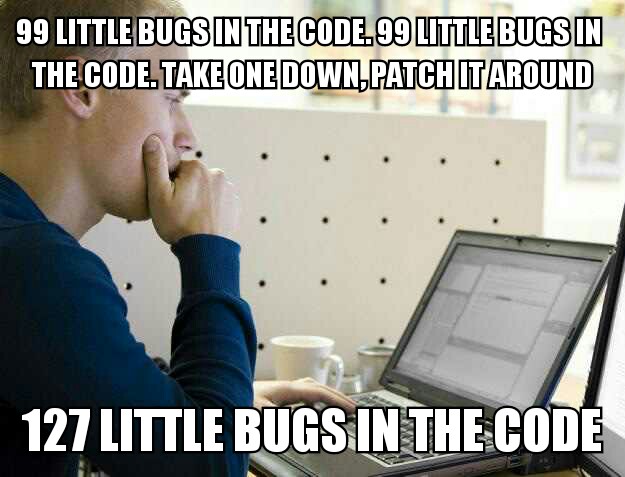 99 LITTLE BUGS IN THE CODE. 99 LITTLE BUGS IN
THE CODE. TAKE ONE DOWN, PATCH IT AROUND
127 LITTLE BUGS IN THE CODE